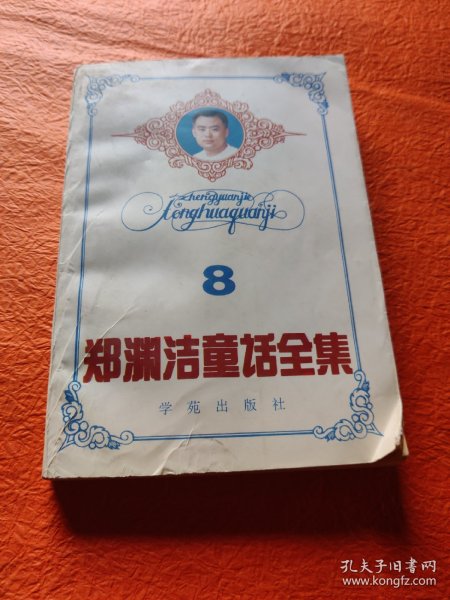 Zhengyuanjie
tonghuaquanji
8
郑渊洁童话全集
学苑出版社
孔夫子旧书网
www.kongfz.com